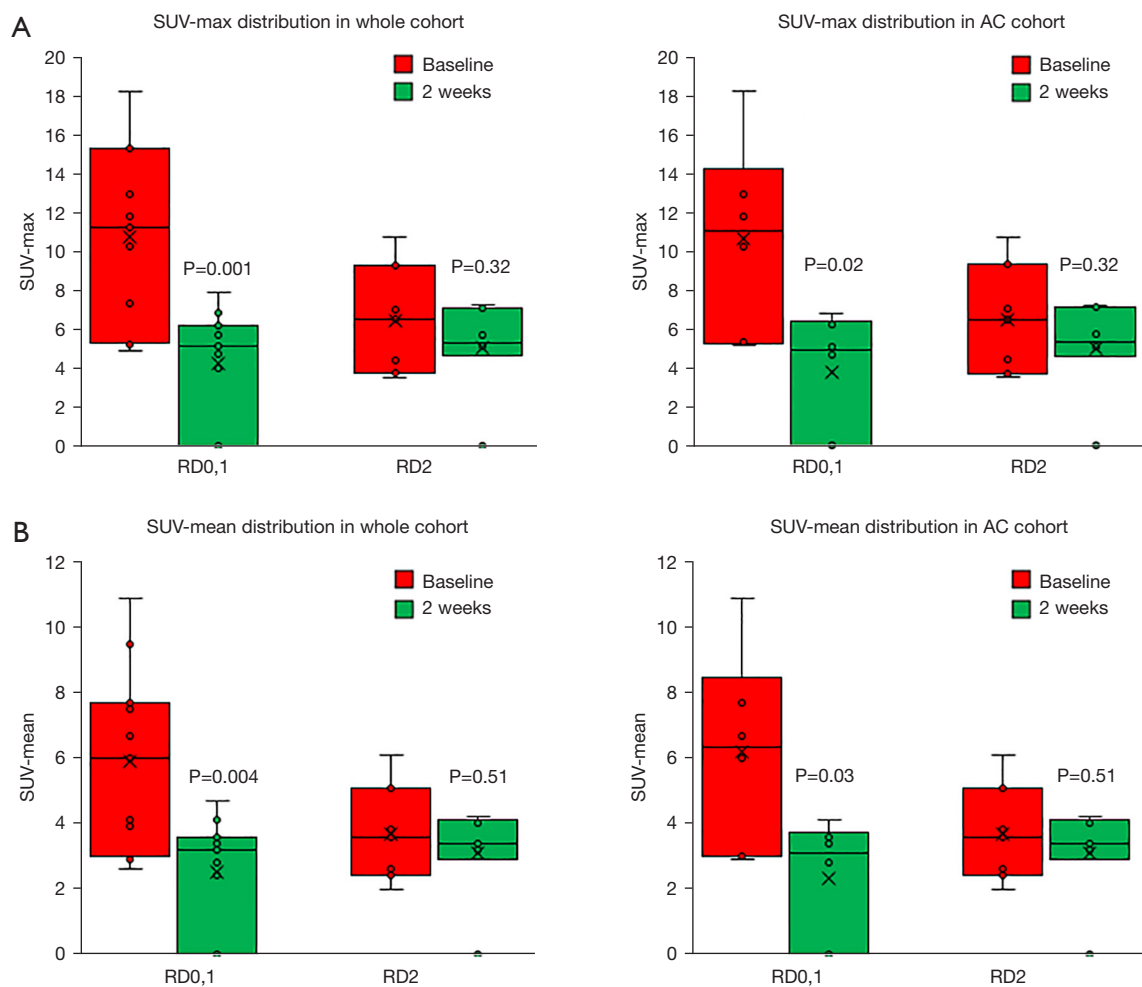 A
SUV-max distribution in whole cohort
SUV-max
20
18
16
14
12
10
8
6
4
2
0
Baseline
2 weeks
P=0.001
P=0.32
RD0,1
RD2
SUV-max distribution in AC cohort
SUV-max
20
18
16
14
12
10
8
6
4
2
0
Baseline
2 weeks
P=0.02
P=0.32
RD0,1
RD2
B
SUV-mean distribution in whole cohort
SUV-mean
12
10
8
6
4
2
0
Baseline
2 weeks
P=0.004
P=0.51
RD0,1
RD2
SUV-mean distribution in AC cohort
SUV-mean
12
10
8
6
4
2
0
Baseline
2 weeks
P=0.03
P=0.51
RD0,1
RD2